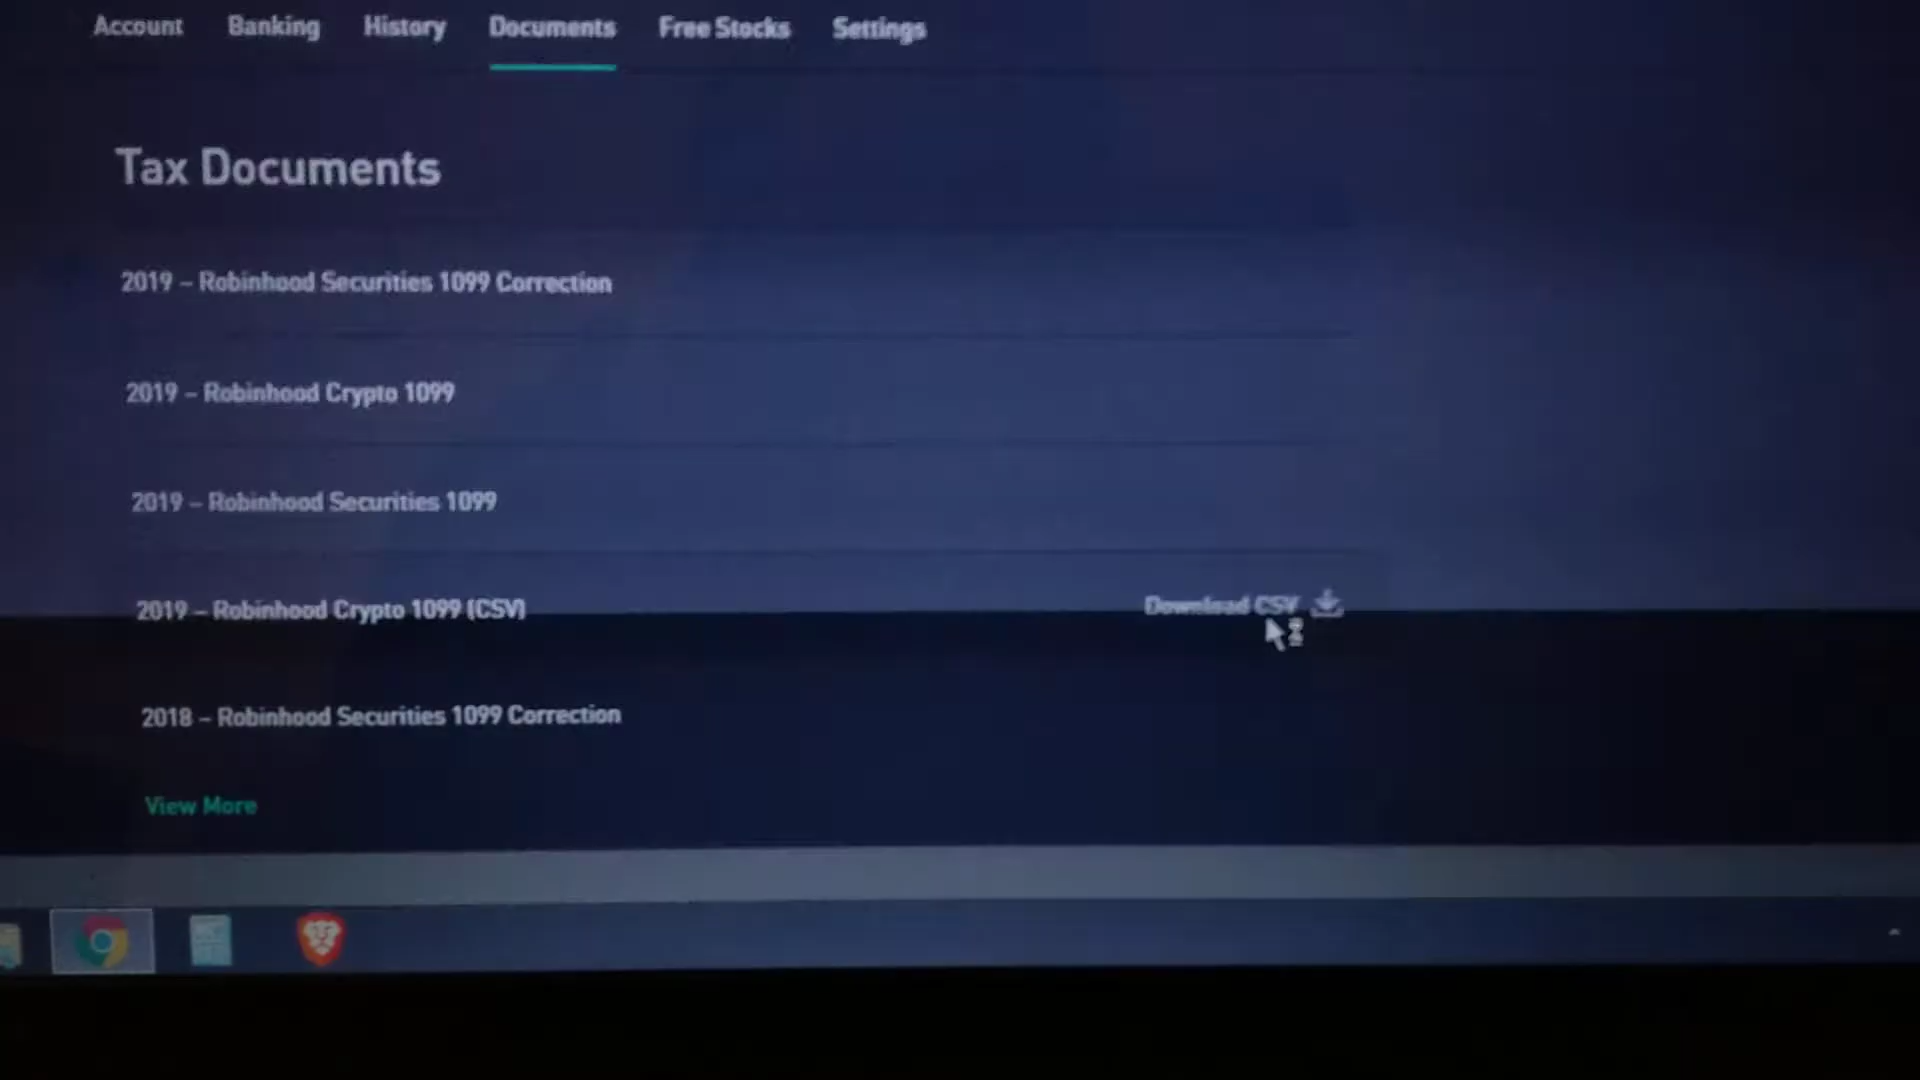 Account Banking History Documents Free Stocks Settings
Tax Documents
2019 – Robinhood Securities 1099 Correction
2019 – Robinhood Crypto 1099
2019 – Robinhood Securities 1099
2019 – Robinhood Crypto 1099 (CSV) Download CSV
2018 – Robinhood Securities 1099 Correction
View More